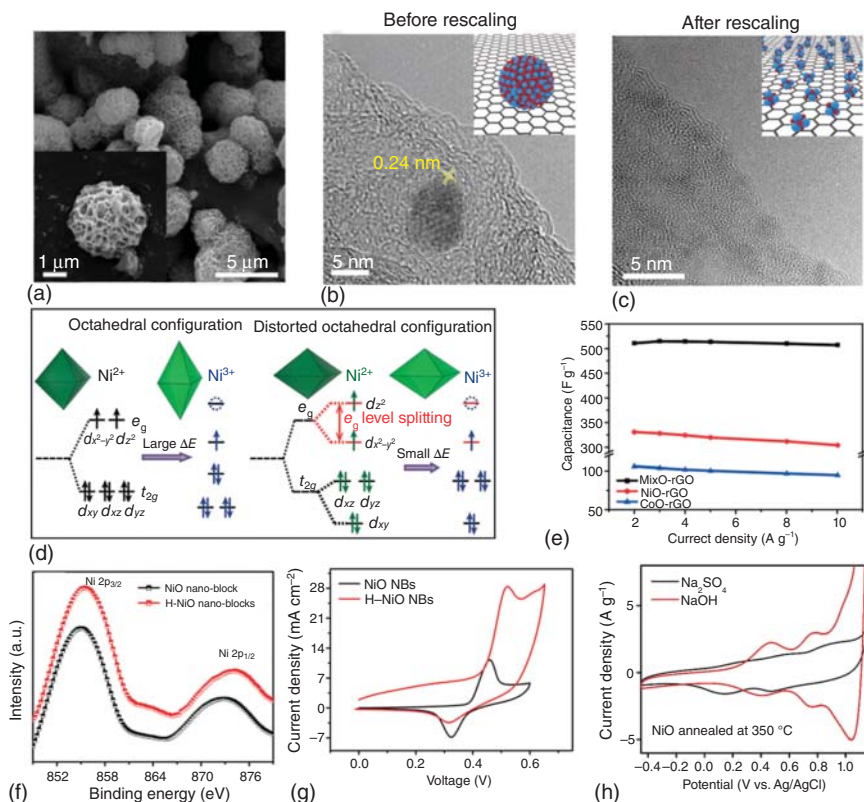 Before rescaling
After rescaling
0.24 nm
1 μm
5 μm
5 nm
5 nm
(a)
(b)
(c)
Octahedral configuration
Distorted octahedral configuration
Ni2+
Ni3+
Ni2+
Ni3+
eg
dx2–y2 dz2
Large ΔE
t2g
dxy dxz dyz
eg
dz2
eg level splitting
dx2–y2
Small ΔE
t2g
dxz dyz
dxy
(d)
Capacitance (F g−1)
550
500
450
400
350
300
100
50
MixO-rGO
NiO-rGO
CoO-rGO
2 4 6 8 10
Currect density (A g−1)
(e)
Ni 2p3/2
NiO nano-block
H-NiO nano-blocks
Ni 2p1/2
Intensity (a.u.)
852 858 864 870 876
Binding energy (eV)
(f)
Current density (mA cm−2)
28
21
14
7
0
−7
NiO NBs
H–NiO NBs
0.0 0.2 0.4 0.6
Voltage (V)
(g)
Current density (A g−1)
5
0
−5
Na2SO4
NaOH
NiO annealed at 350 °C
−0.4 −0.2 0.0 0.2 0.4 0.6 0.8 1.0
Potential (V vs. Ag/AgCl)
(h)